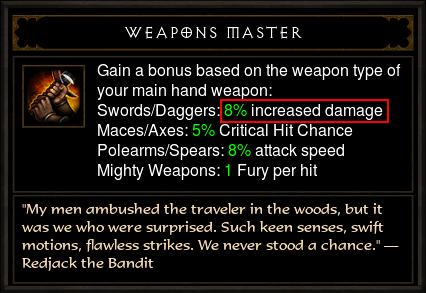 WEAPONS MASTER
Gain a bonus based on the weapon type of
your main hand weapon:
Swords/Daggers: 8% increased damage
Maces/Axes: 5% Critical Hit Chance
Polearms/Spears: 8% attack speed
Mighty Weapons: 1 Fury per hit
"My men ambushed the traveler in the woods, but it
was we who were surprised. Such keen senses, swift
motions, flawless strikes. We never stood a chance." —
Redjack the Bandit